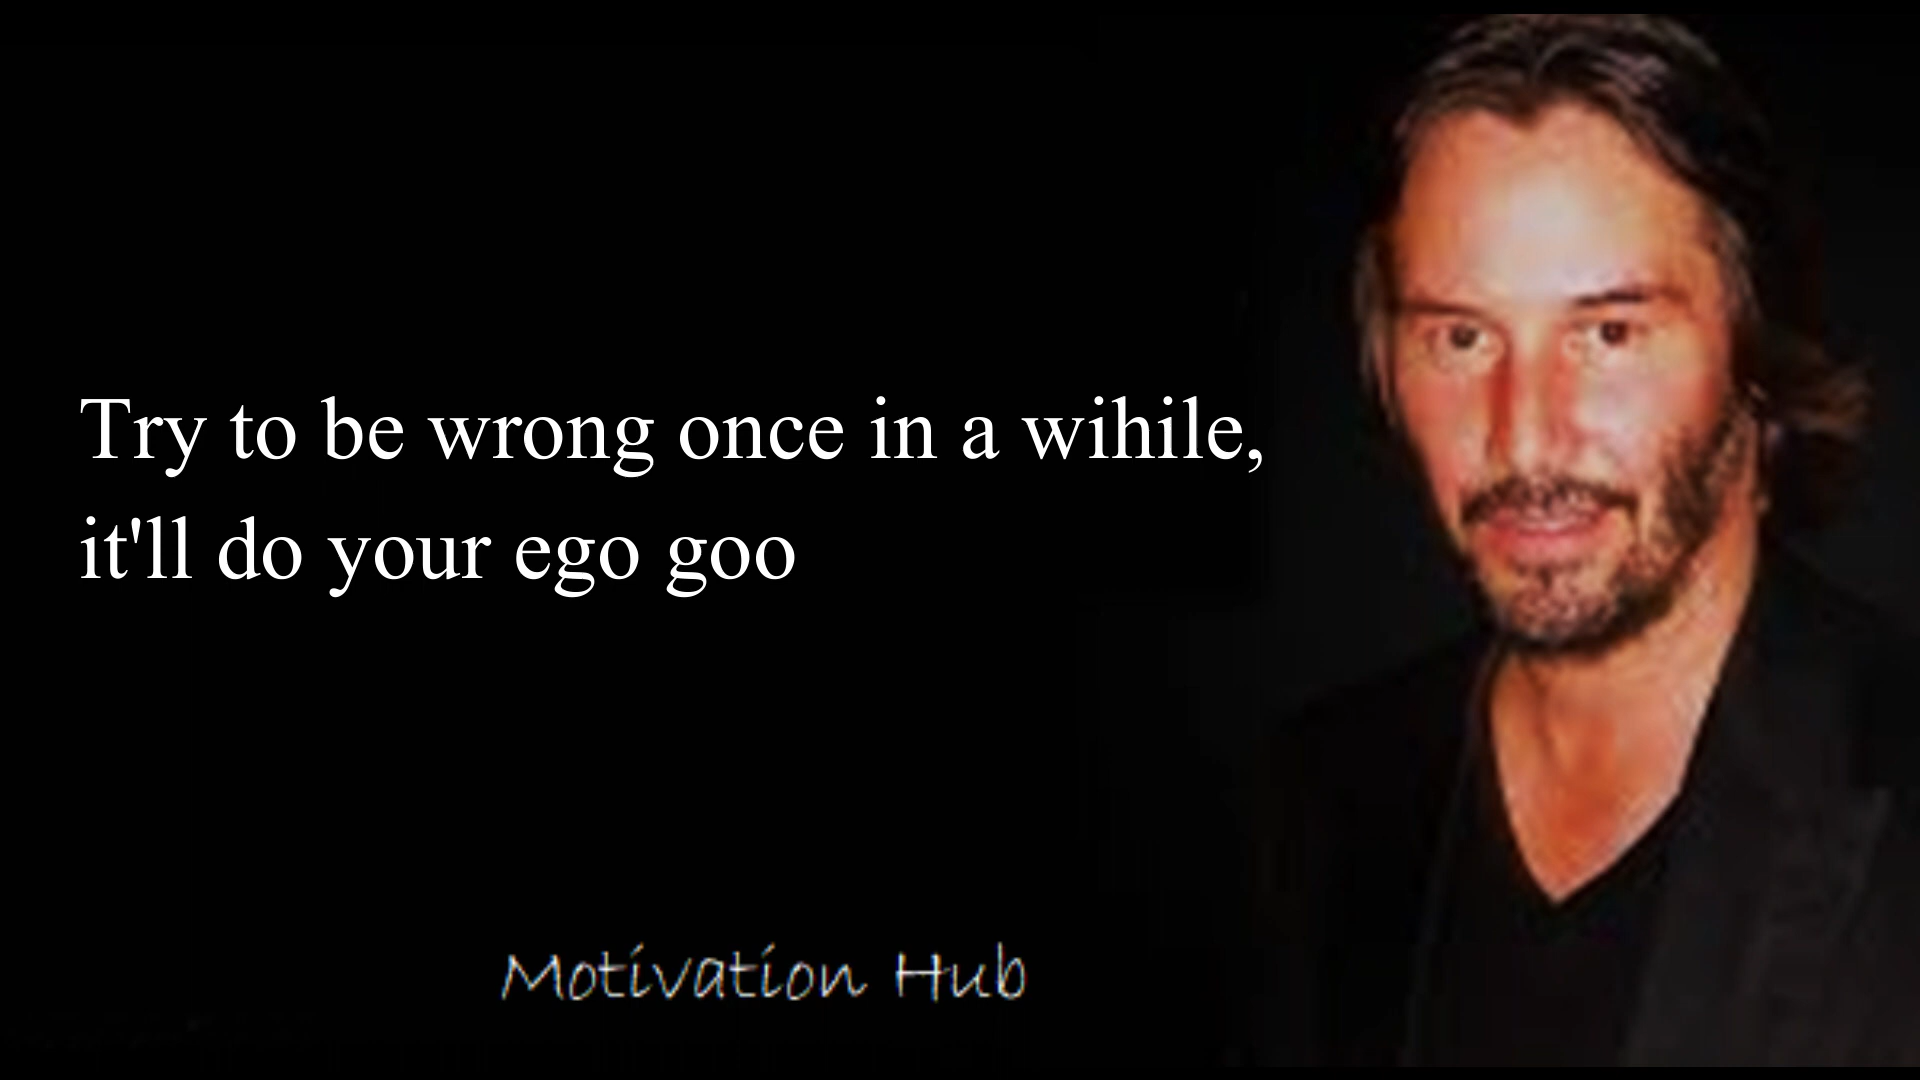 Try to be wrong once in a wihile,
it'll do your ego goo
Motivation Hub